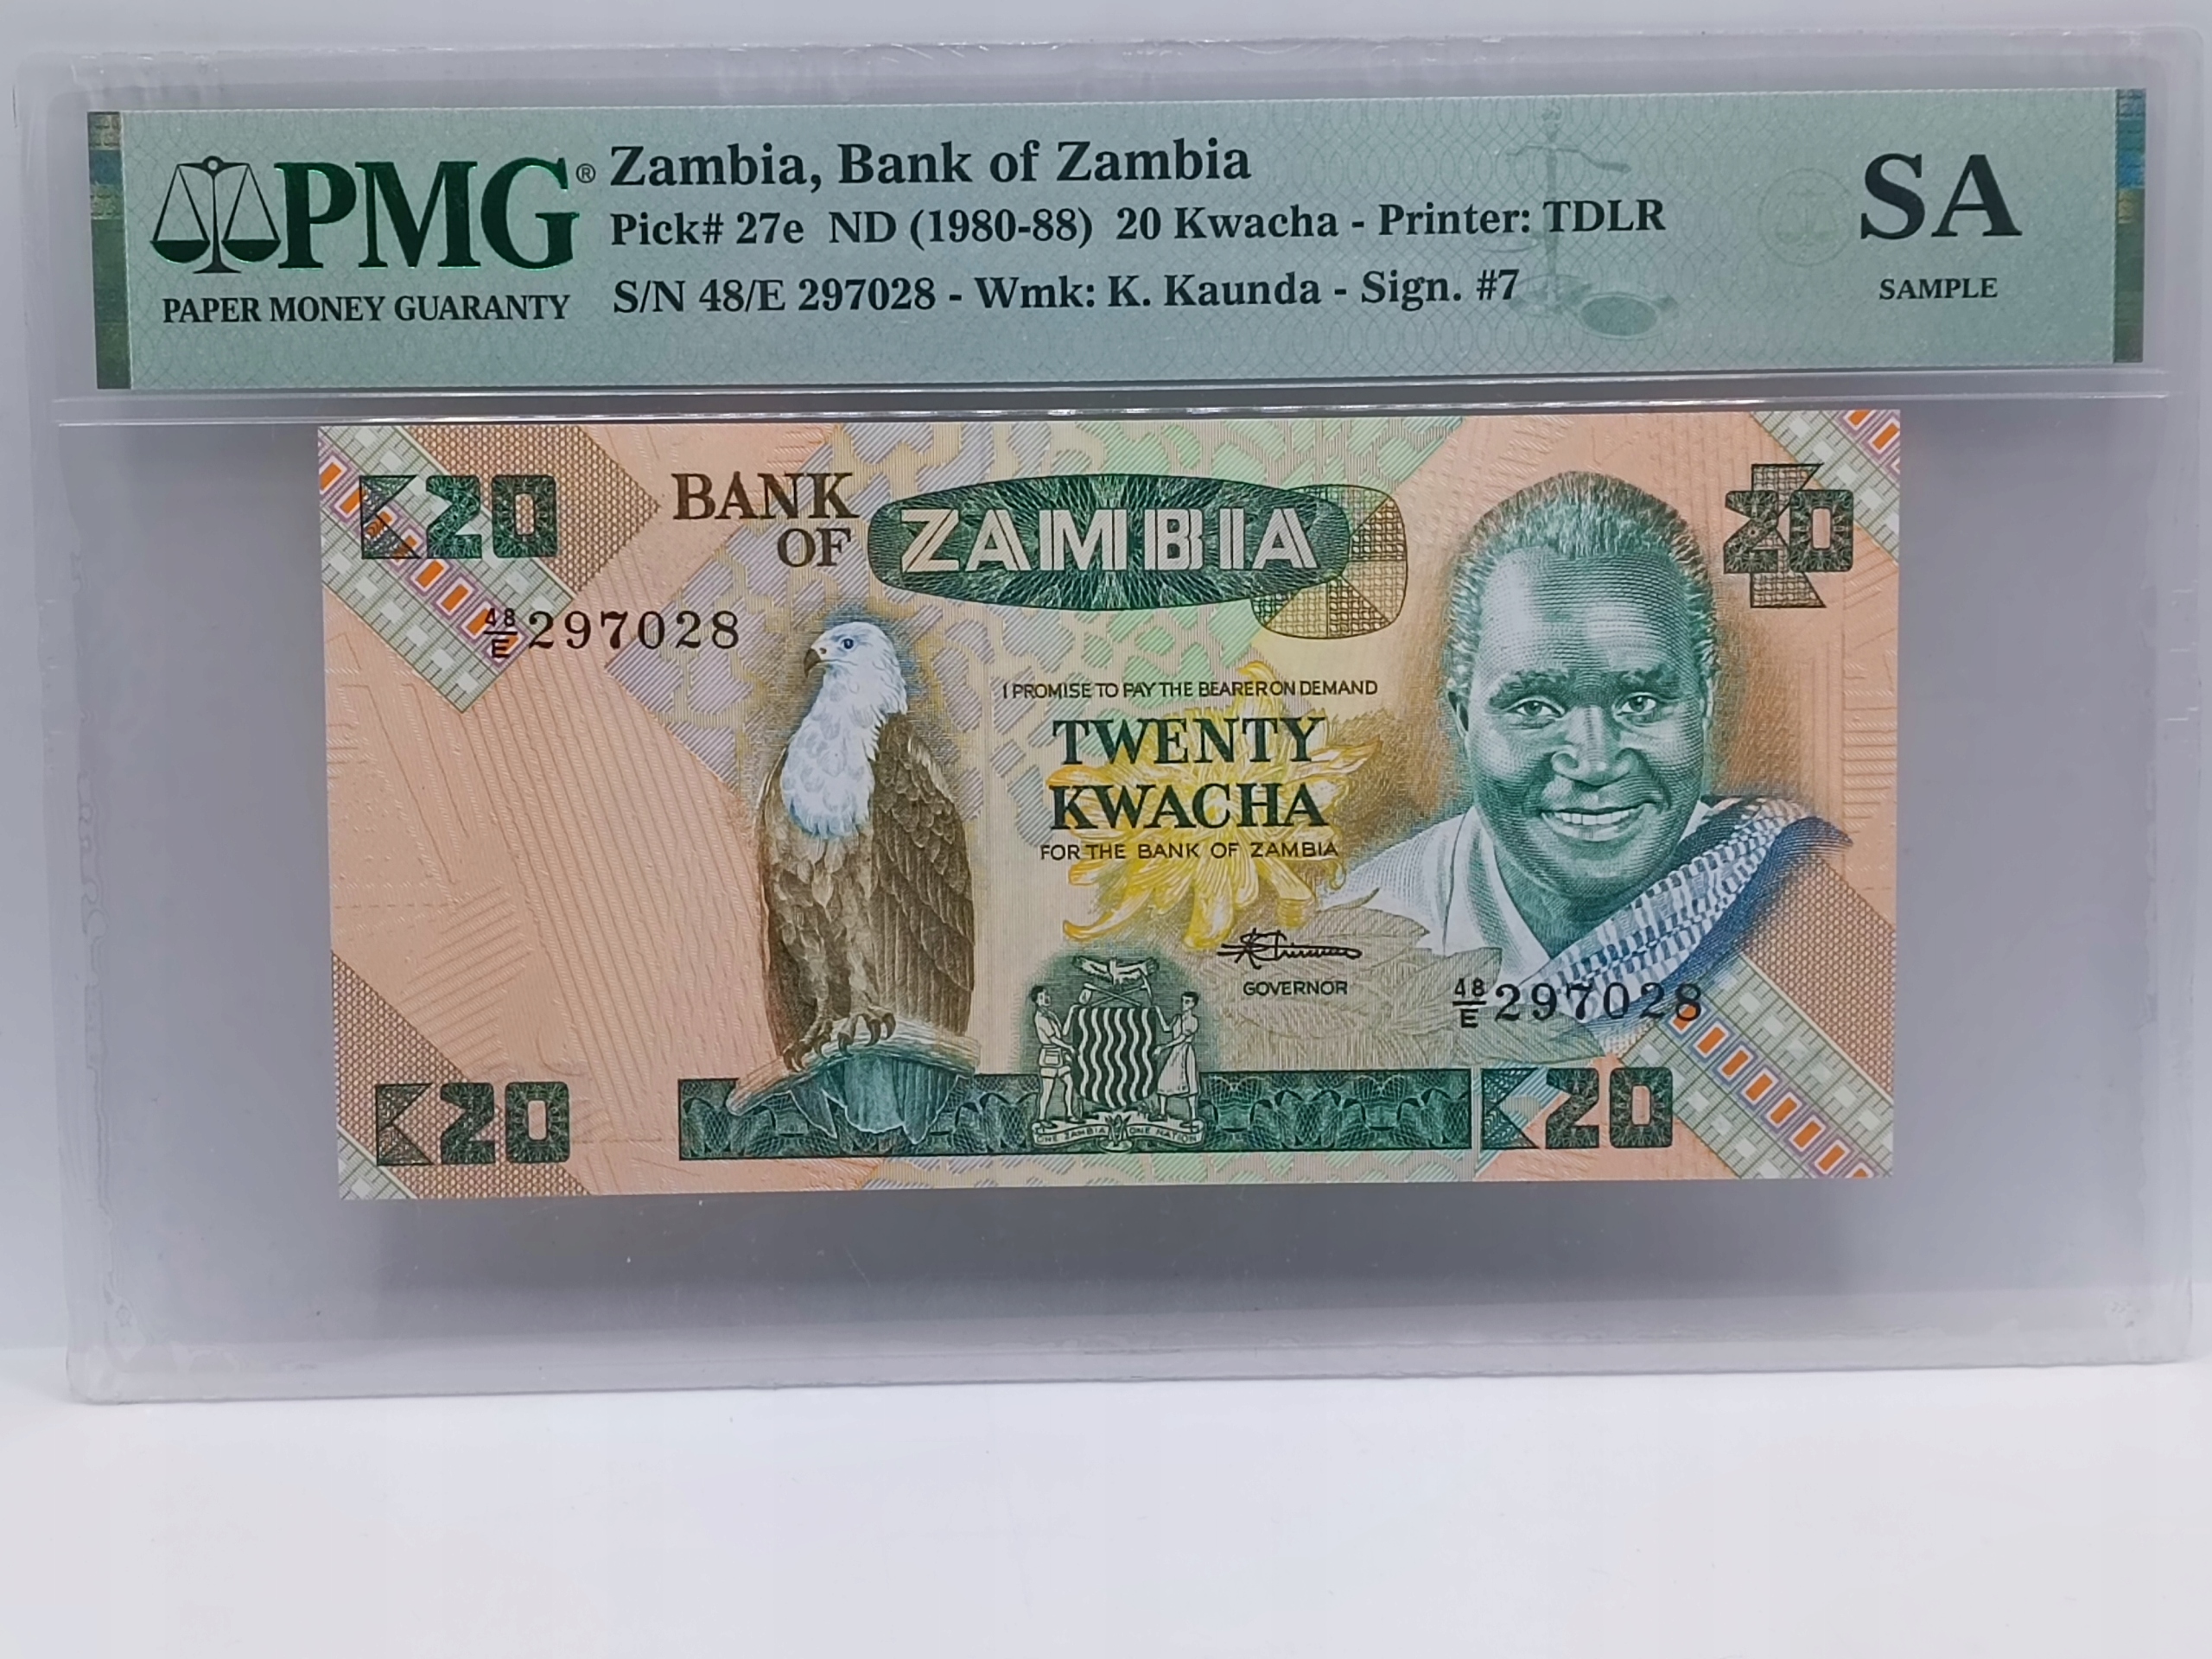 PMG®
PAPER MONEY GUARANTY
Zambia, Bank of Zambia
Pick# 27e ND (1980-88) 20 Kwacha - Printer: TDLR
S/N 48/E 297028 - Wmk: K. Kaunda - Sign. #7
SA
SAMPLE
K20
BANK
OF
ZAMBIA
20
48/E 297028
I PROMISE TO PAY THE BEARER ON DEMAND
TWENTY
KWACHA
FOR THE BANK OF ZAMBIA
GOVERNOR
48/E 297028
K20
ONE ZAMBIA ONE NATION
K20